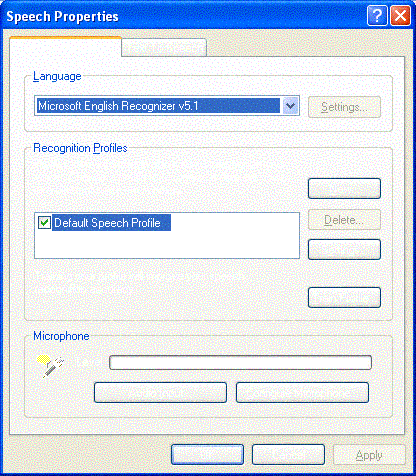 Speech Properties
Language
Microsoft English Recognizer v5.1
Settings...
Recognition Profiles
Default Speech Profile
Delete...
Microphone
Apply